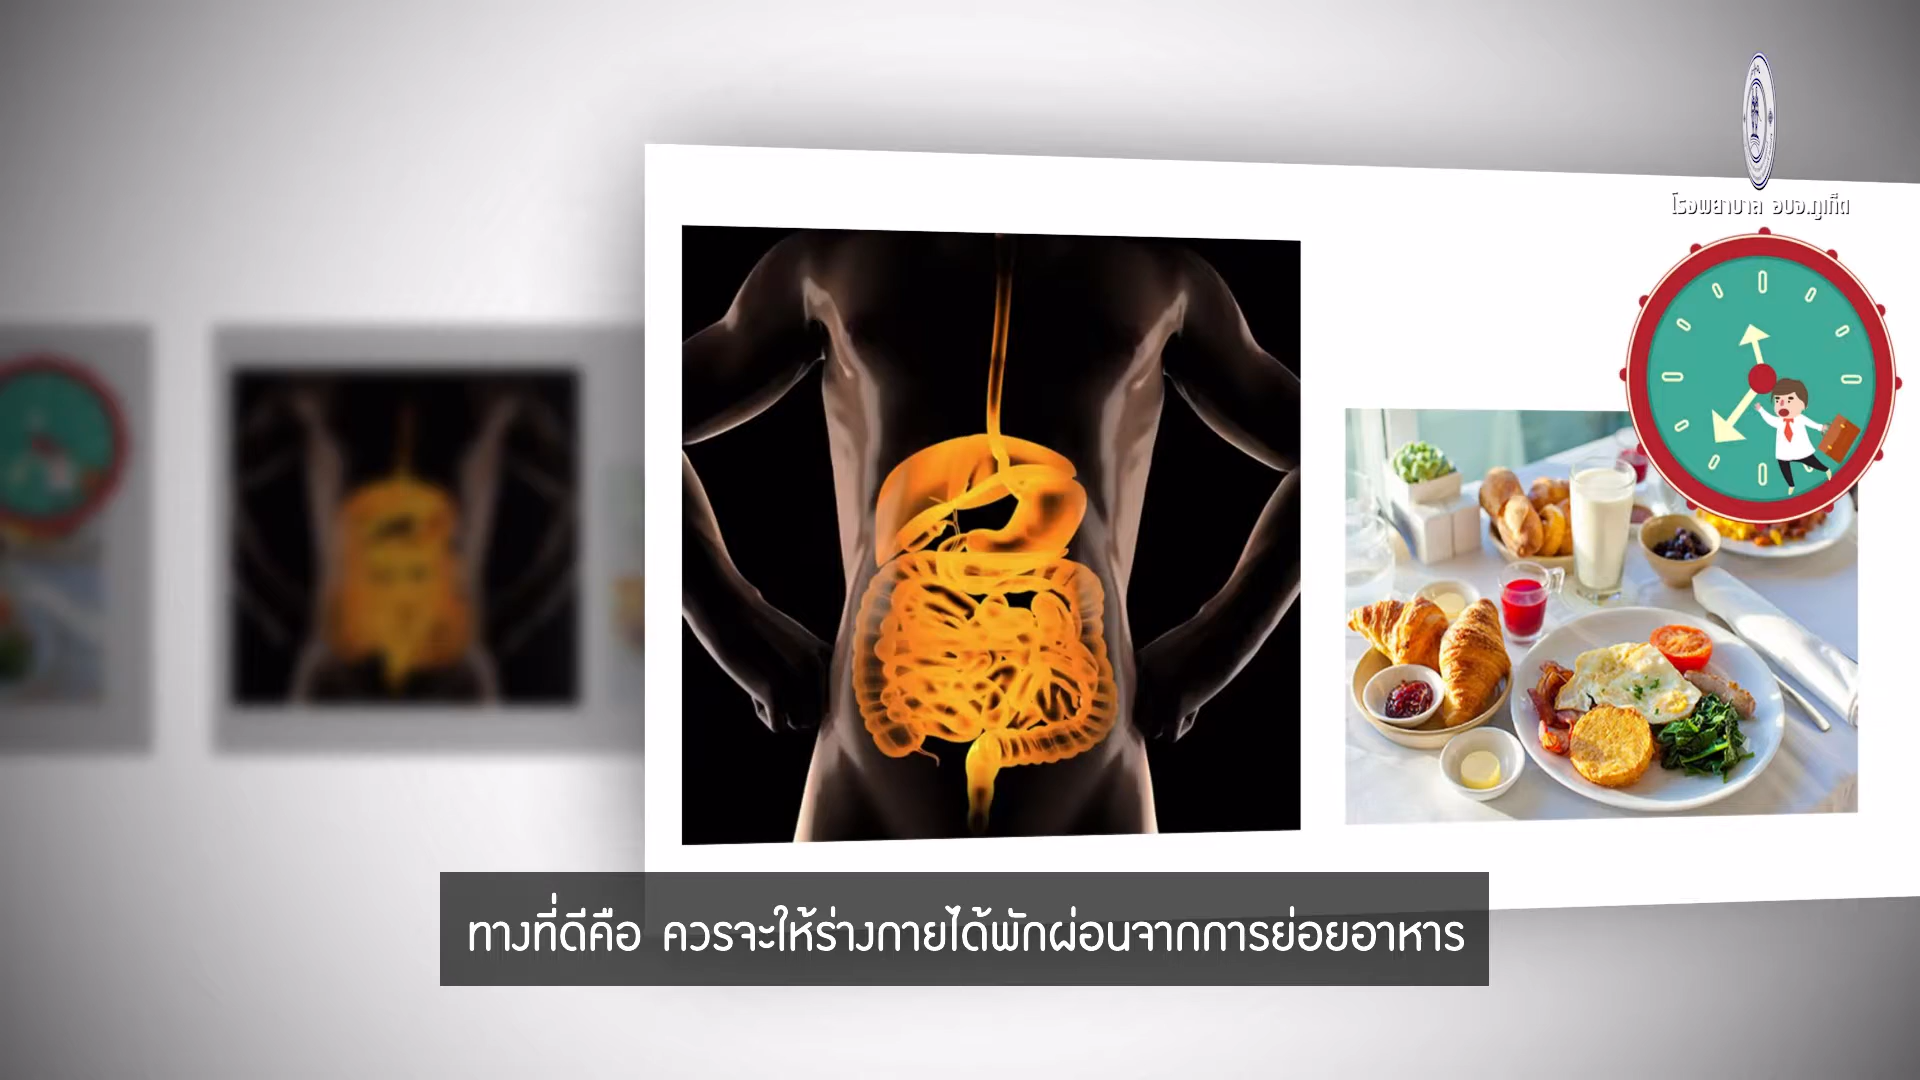 โรงพยาบาล อบจ.ภูเก็ต
ทางที่ดีคือ ควรจะให้ร่างกายได้พักผ่อนจากการย่อยอาหาร